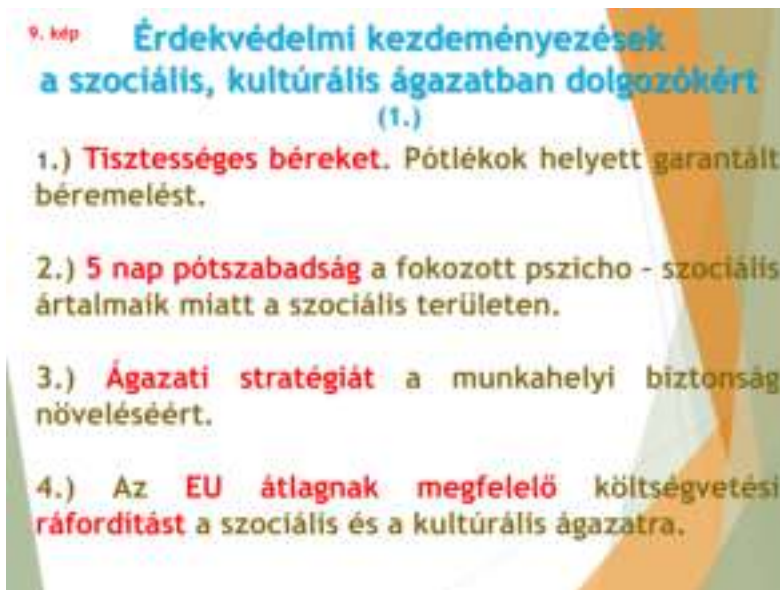 9. kép
Érdekvédelmi kezdeményezések
a szociális, kultúrális ágazatban dolgozókért
(1.)
1.) Tisztességes béreket. Pótlékok helyett garantált
béremelést.
2.) 5 nap pótszabadság a fokozott pszicho - szociális
ártalmaik miatt a szociális területen.
3.) Ágazati stratégiát a munkahelyi biztonság
növeléséért.
4.) Az EU átlagnak megfelelő költségvetési
ráfordítást a szociális és a kultúrális ágazatra.